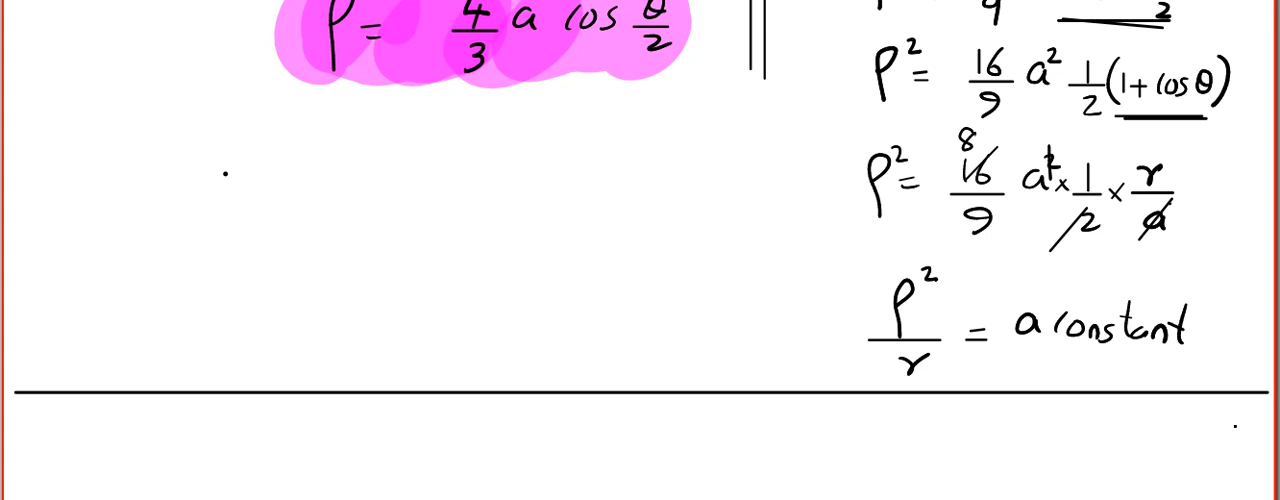 ρ = 4/3 a cos θ/2
ρ² = 16/9 a² 1/2 (1 + cos θ)
ρ² = 8 16/9 a² × 1/2 × r/a
ρ²/r = a constant